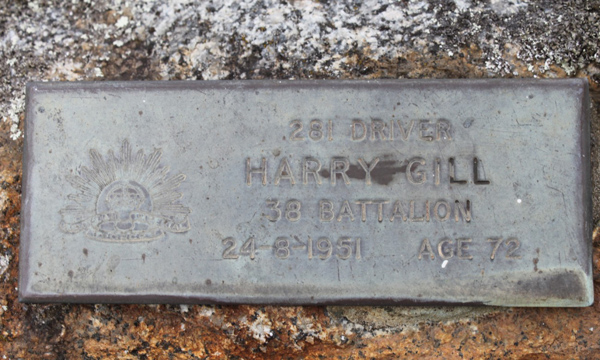 281 DRIVER
HARRY GILL
38 BATTALION
24-8-1951 AGE 72